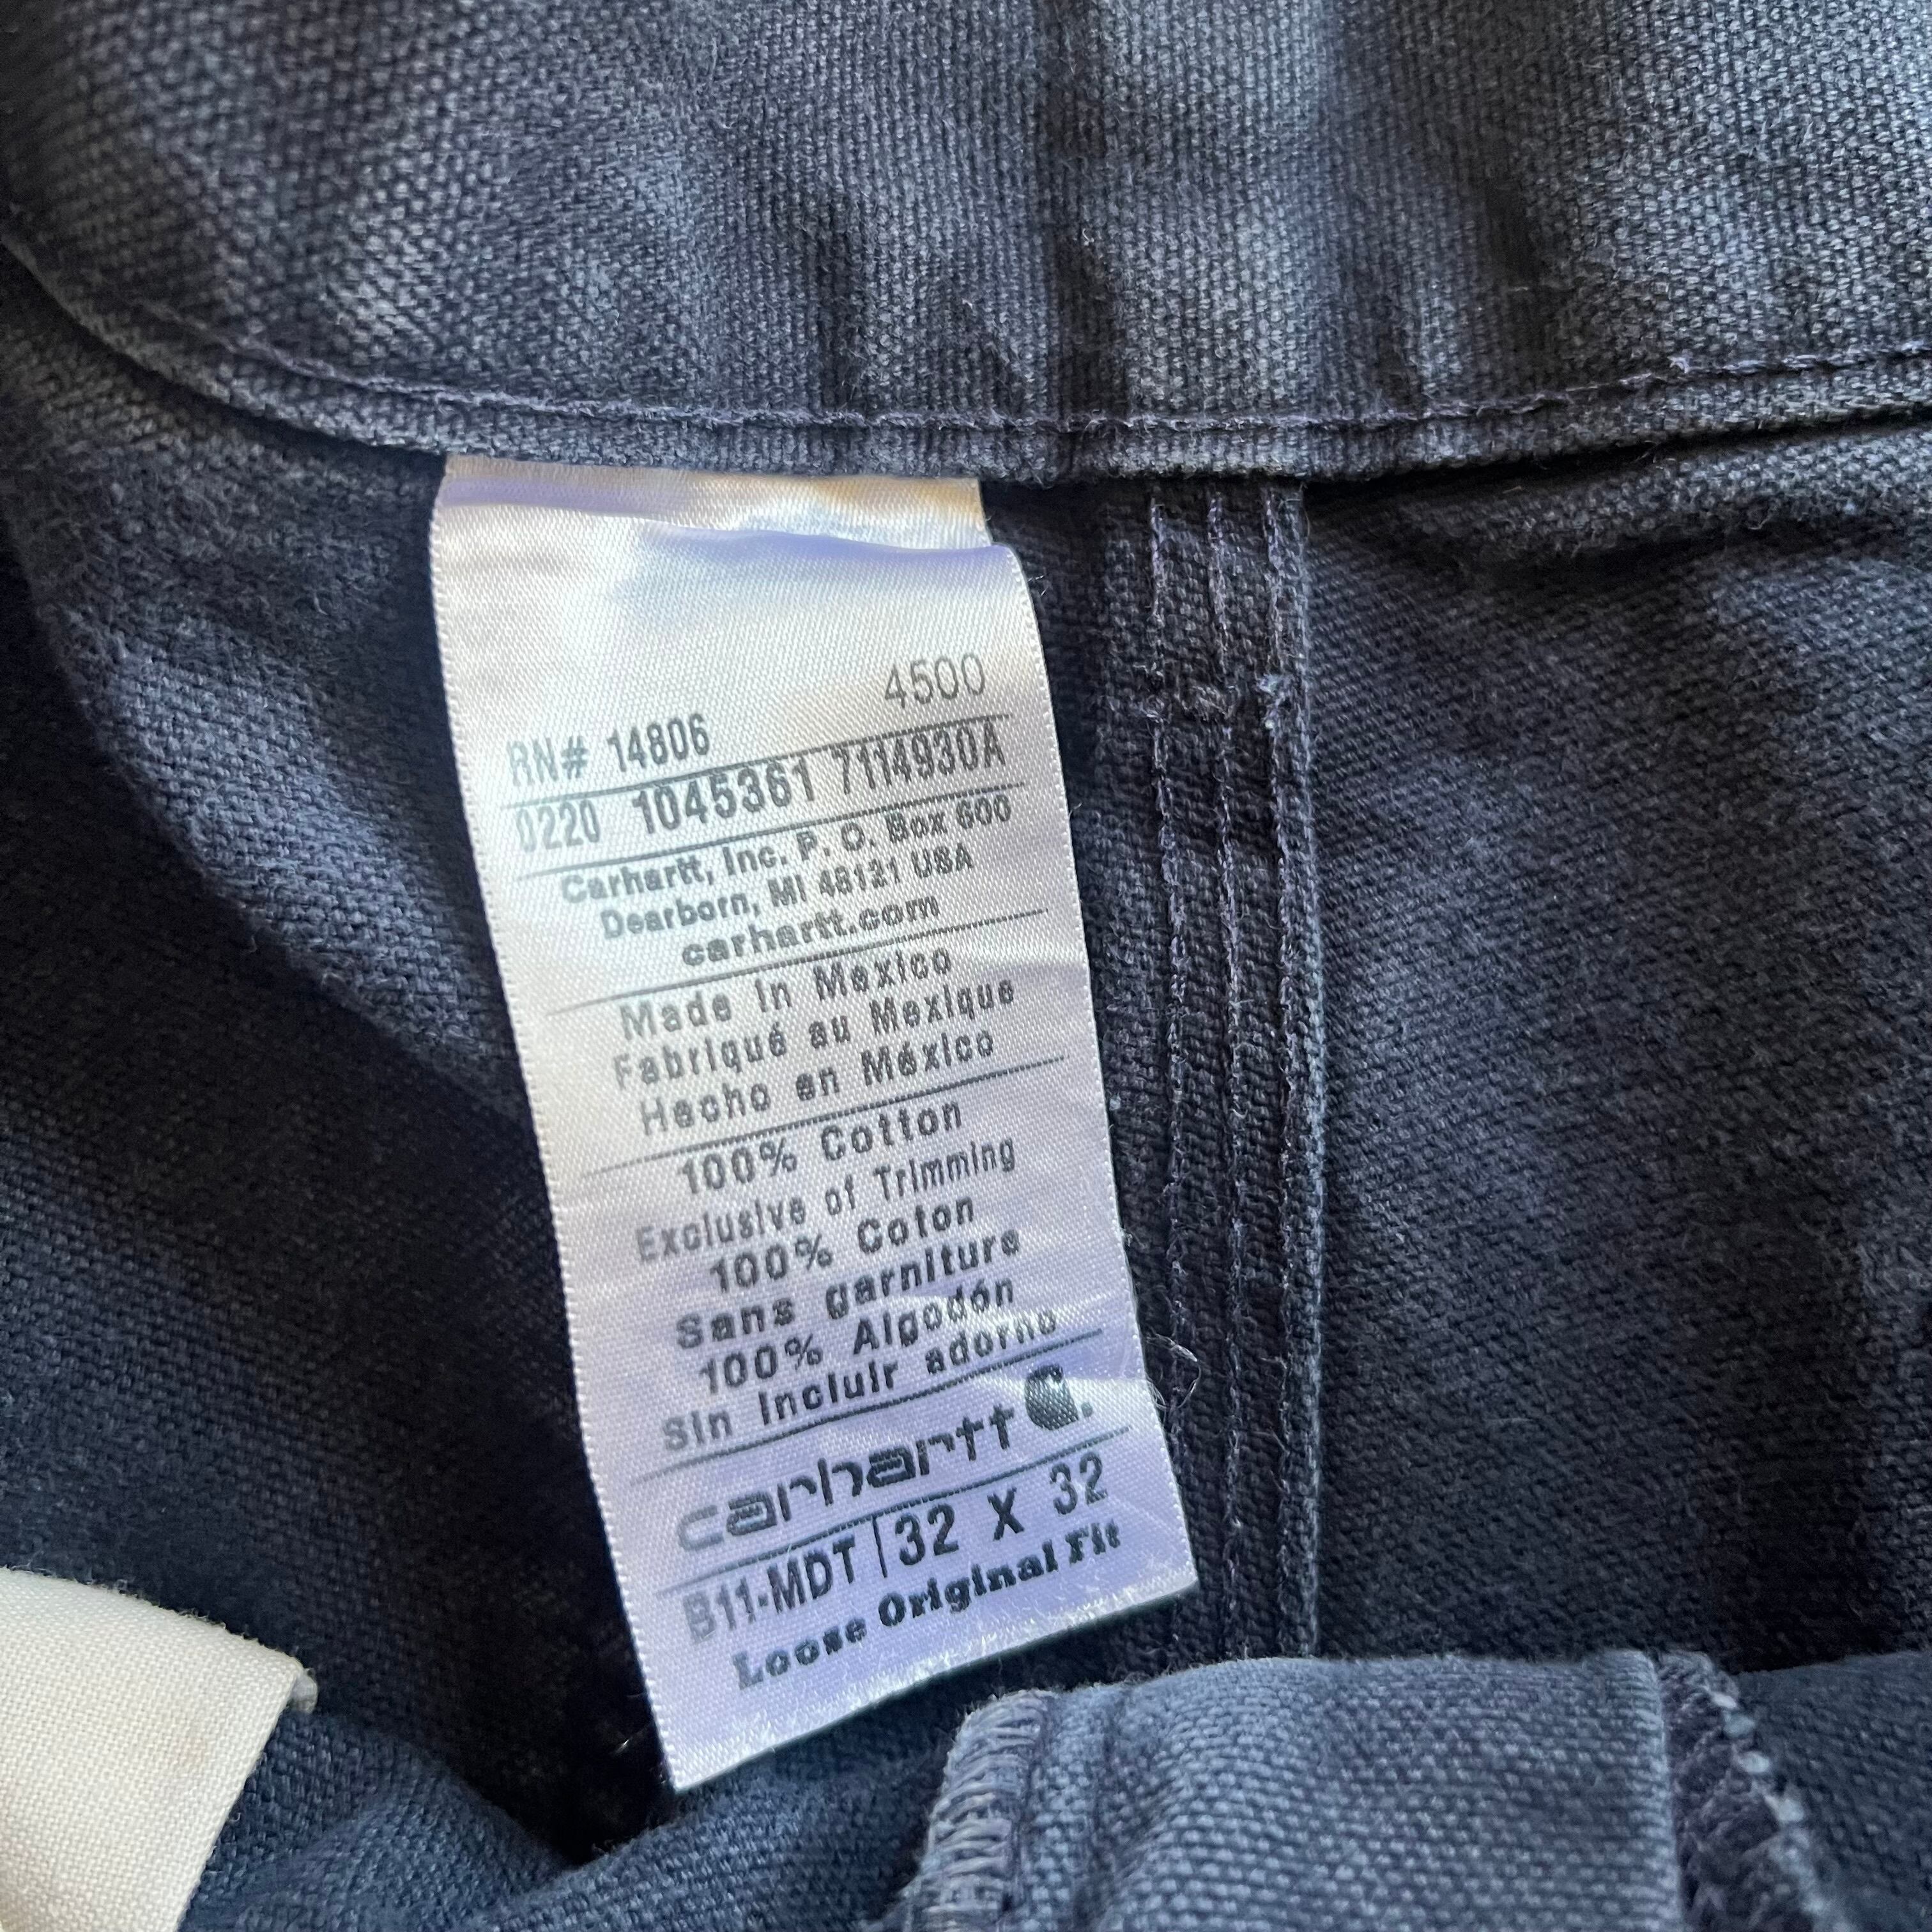 4500
RN# 14806
0220 1045361 7114930A
Carhartt, Inc. P. O. Box 600
Dearborn, MI 48121 USA
carhartt.com
Made in Mexico
Fabriqué au Mexique
Hecho en México
100% Cotton
Exclusive of Trimming
100% Coton
Sans garniture
100% Algodón
Sin incluir adorno
carhartt
B11-MDT 32 X 32
Loose Original Fit